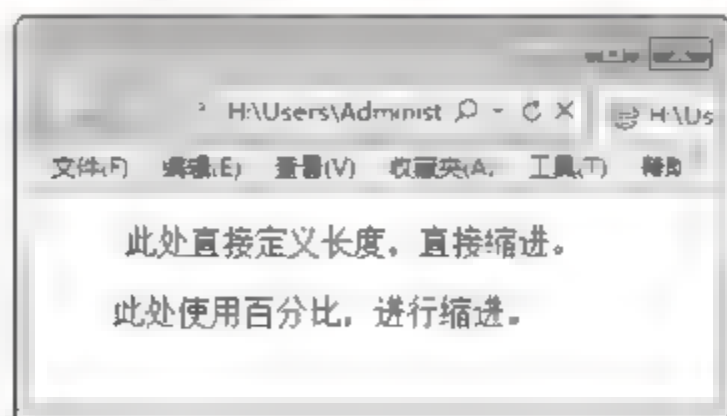 H:\Users\Administ H:\Us
文件(F) 编辑(E) 查看(V) 收藏夹(A) 工具(T) 帮助
此处直接定义长度，直接缩进。
此处使用百分比，进行缩进。